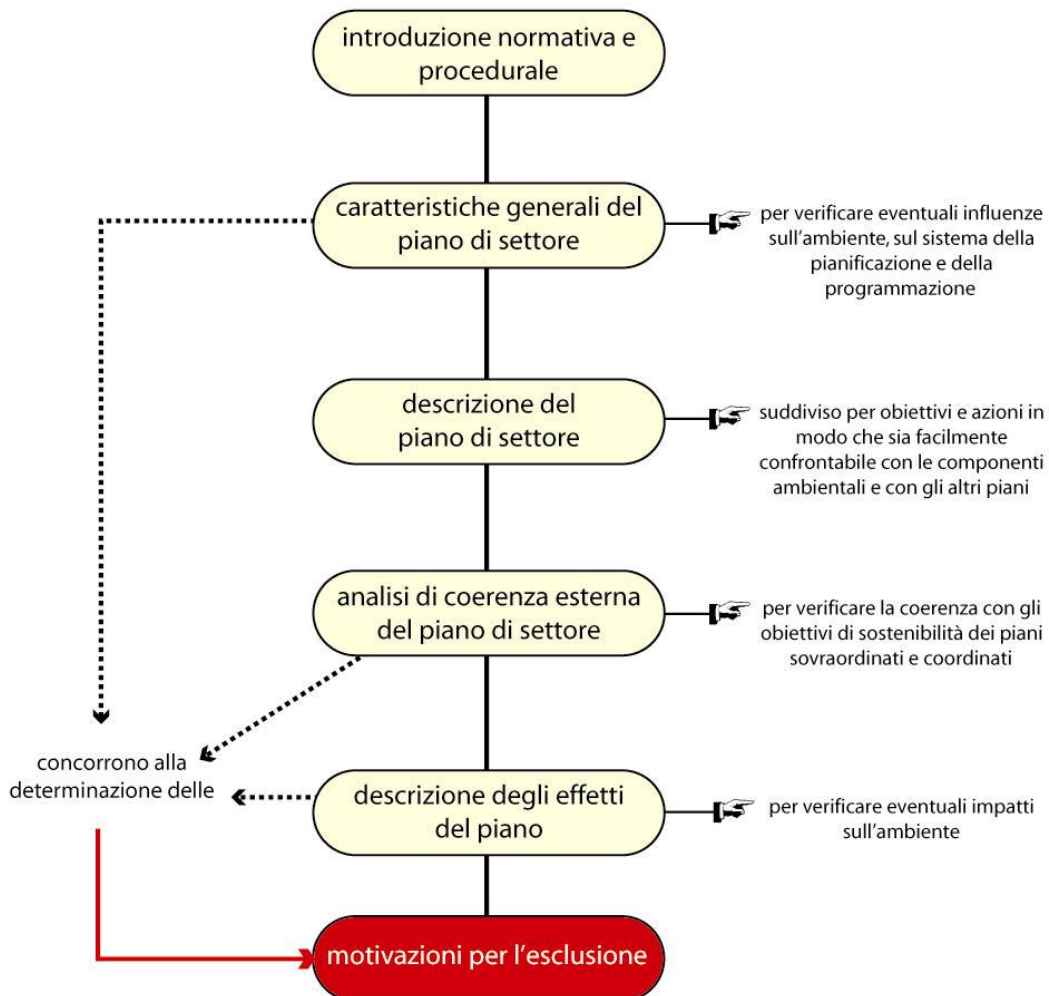 introduzione normativa e
procedurale
caratteristiche generali del
piano di settore
per verificare eventuali influenze
sull'ambiente, sul sistema della
pianificazione e della
programmazione
descrizione del
piano di settore
suddiviso per obiettivi e azioni in
modo che sia facilmente
confrontabile con le componenti
ambientali e con gli altri piani
analisi di coerenza esterna
del piano di settore
per verificare la coerenza con gli
obiettivi di sostenibilità dei piani
sovraordinati e coordinati
concorrono alla
determinazione delle
descrizione degli effetti
del piano
per verificare eventuali impatti
sull'ambiente
motivazioni per l'esclusione